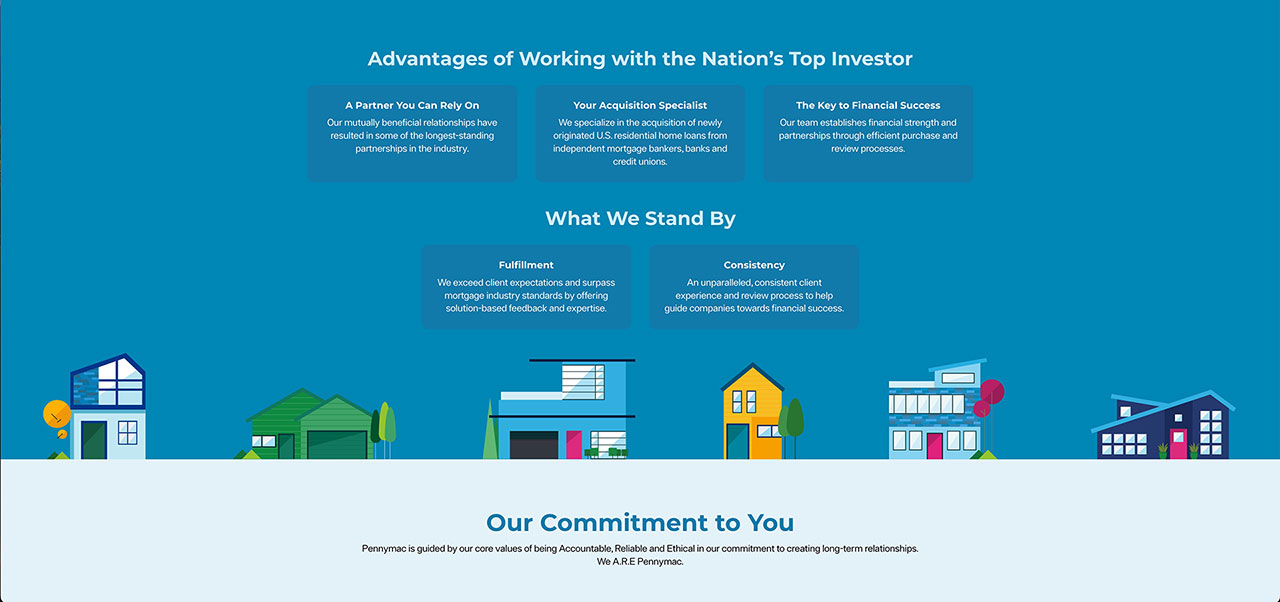 Advantages of Working with the Nation's Top Investor
A Partner You Can Rely On
Our mutually beneficial relationships have
resulted in some of the longest-standing
partnerships in the industry.
Your Acquisition Specialist
We specialize in the acquisition of newly
originated U.S. residential home loans from
independent mortgage bankers, banks and
credit unions.
The Key to Financial Success
Our team establishes financial strength and
partnerships through efficient purchase and
review processes.
What We Stand By
Fulfillment
We exceed client expectations and surpass
mortgage industry standards by offering
solution-based feedback and expertise.
Consistency
An unparalleled, consistent client
experience and review process to help
guide companies towards financial success.
Our Commitment to You
Pennymac is guided by our core values of being Accountable, Reliable and Ethical in our commitment to creating long-term relationships.
We A.R.E Pennymac.